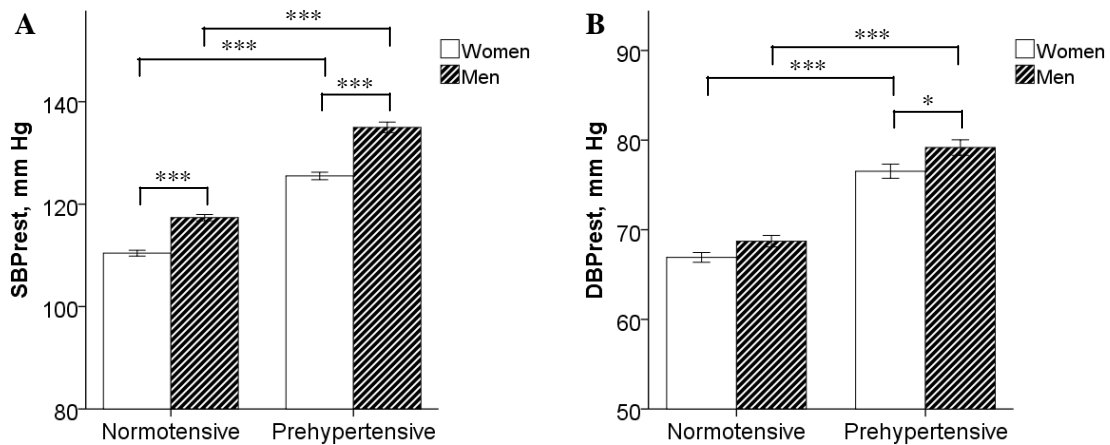 A
***
***
***
***
Women
Men
140
120
100
80
SBPrest, mm Hg
Normotensive
Prehypertensive
B
***
***
*
Women
Men
90
80
70
60
50
DBPrest, mm Hg
Normotensive
Prehypertensive